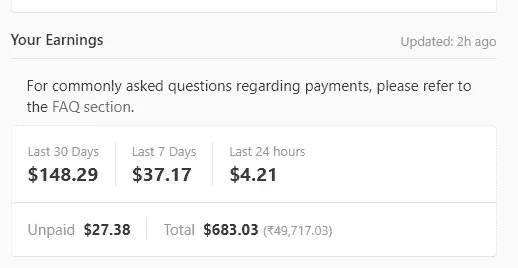 Your Earnings
Updated: 2h ago
For commonly asked questions regarding payments, please refer to
the FAQ section.
Last 30 Days
Last 7 Days
Last 24 hours
$148.29
$37.17
$4.21
Unpaid $27.38
Total $683.03 (₹49,717.03)